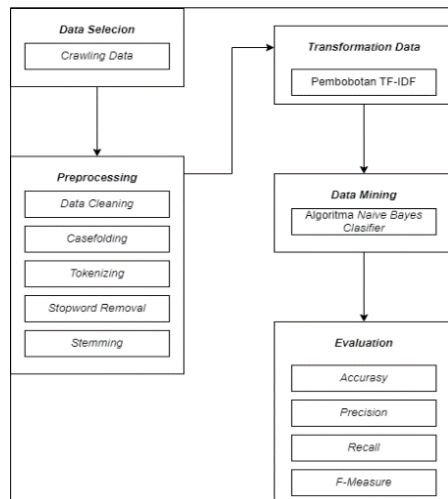 Data Selecion
Crawling Data
Preprocessing
Data Cleaning
Casefolding
Tokenizing
Stopword Removal
Stemming
Transformation Data
Pembobotan TF-IDF
Data Mining
Algoritma Naive Bayes
Clasifier
Evaluation
Accurasy
Precision
Recall
F-Measure